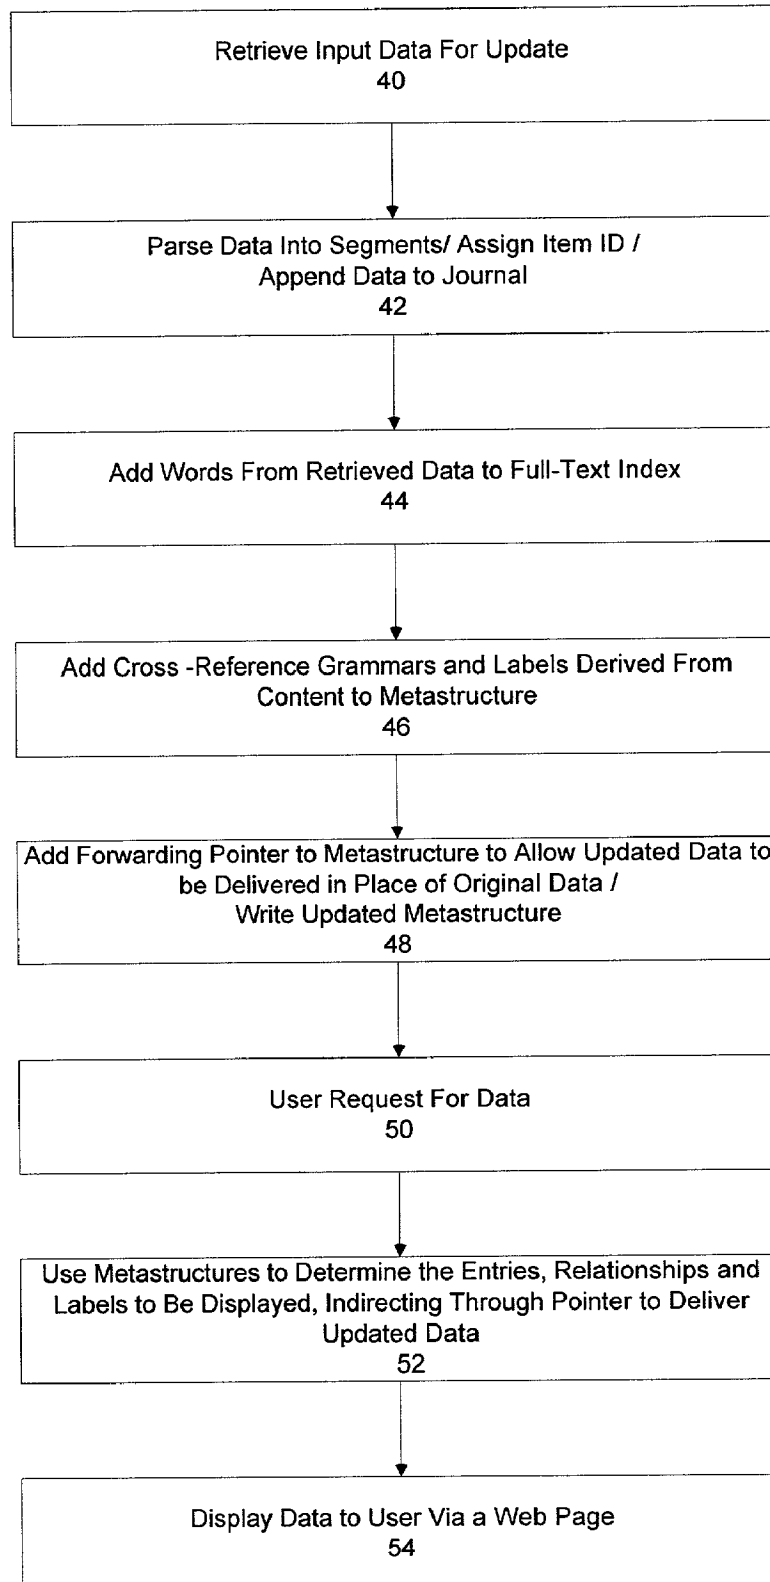 Retrieve Input Data For Update
40
Parse Data Into Segments/ Assign Item ID /
Append Data to Journal
42
Add Words From Retrieved Data to Full-Text Index
44
Add Cross -Reference Grammars and Labels Derived From
Content to Metastructure
46
Add Forwarding Pointer to Metastructure to Allow Updated Data to
be Delivered in Place of Original Data /
Write Updated Metastructure
48
User Request For Data
50
Use Metastructures to Determine the Entries, Relationships and
Labels to Be Displayed, Indirecting Through Pointer to Deliver
Updated Data
52
Display Data to User Via a Web Page
54